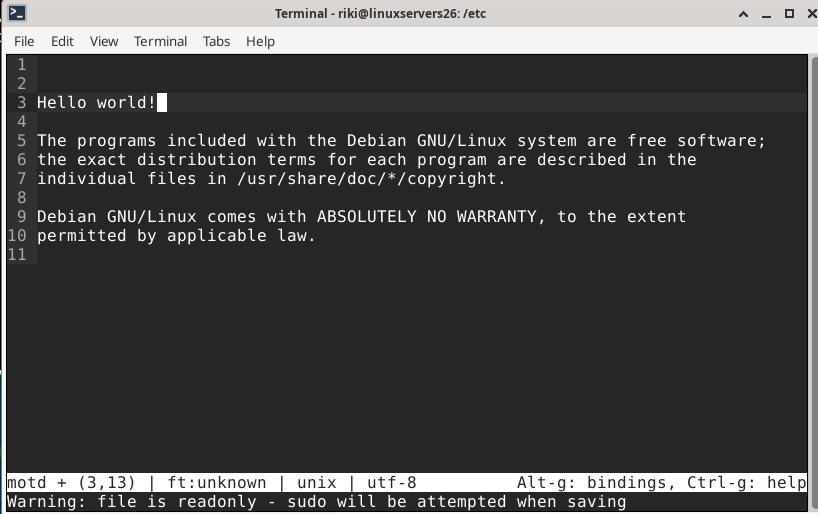 Terminal - riki@linuxservers26: /etc
File Edit View Terminal Tabs Help
1
2
3 Hello world!
4
5 The programs included with the Debian GNU/Linux system are free software;
6 the exact distribution terms for each program are described in the
7 individual files in /usr/share/doc/*/copyright.
8
9 Debian GNU/Linux comes with ABSOLUTELY NO WARRANTY, to the extent
10 permitted by applicable law.
11
motd + (3,13) | ft:unknown | unix | utf-8 Alt-g: bindings, Ctrl-g: help
Warning: file is readonly - sudo will be attempted when saving